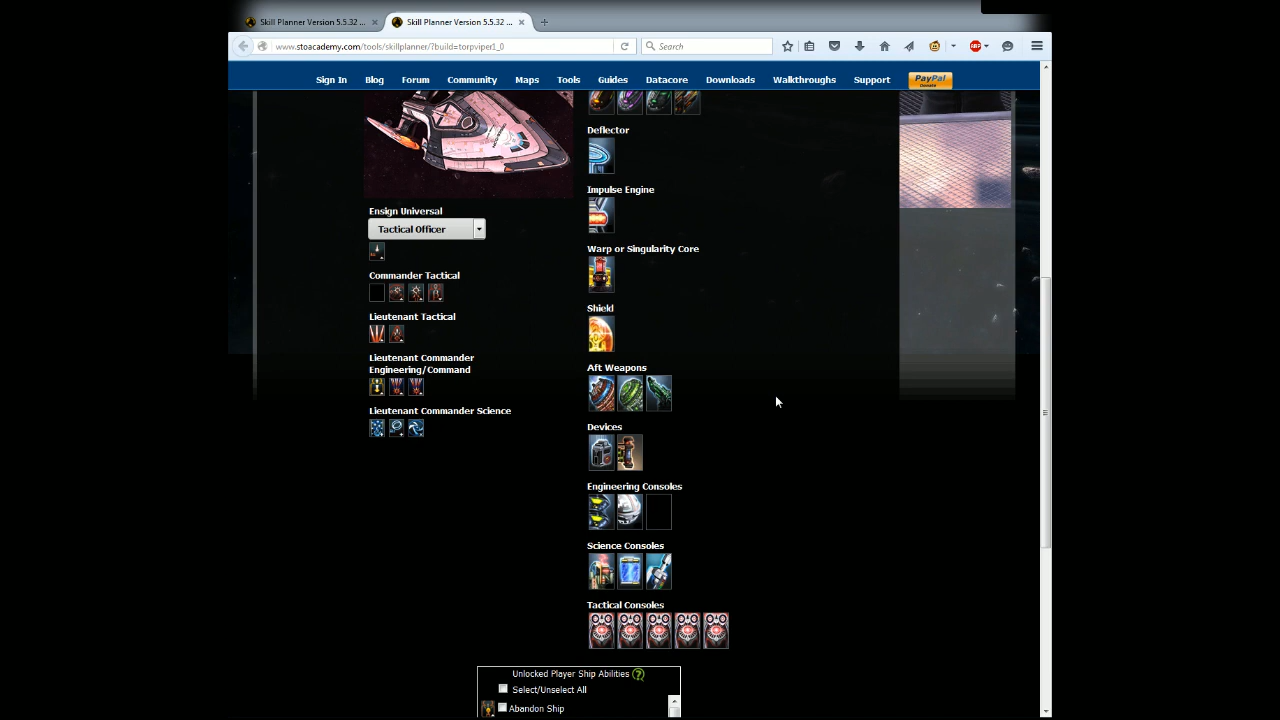 Skill Planner Version 5.5.32 ...
Skill Planner Version 5.5.32 ...
www.stoacademy.com/tools/skillplanner/?build=torpviper1_0
Search
ABP
Sign In
Blog
Forum
Community
Maps
Tools
Guides
Datacore
Downloads
Walkthroughs
Support
PayPal
Donate
Deflector
Impulse Engine
Ensign Universal
Tactical Officer
Warp or Singularity Core
Commander Tactical
Shield
Lieutenant Tactical
Lieutenant Commander
Engineering/Command
Aft Weapons
Lieutenant Commander Science
Devices
Engineering Consoles
Science Consoles
Tactical Consoles
Unlocked Player Ship Abilities
Select/Unselect All
Abandon Ship